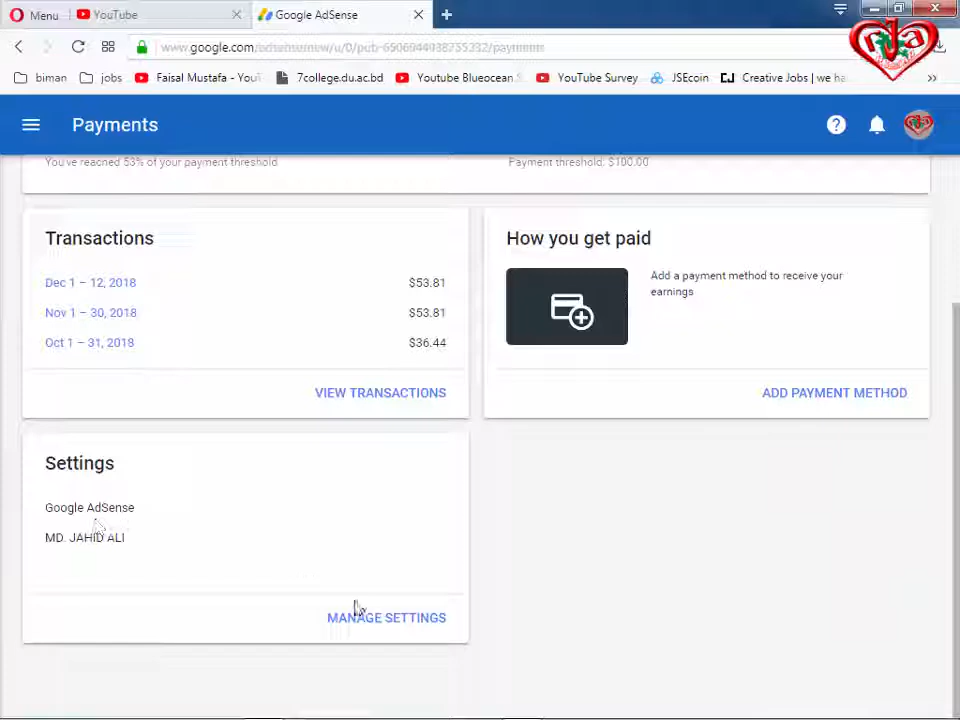 Menu
YouTube
Google AdSense
biman
jobs
Faisal Mustafa - You
7college.du.ac.bd
Youtube Blueocean
YouTube Survey
JSEcoin
Creative Jobs | we ha
Payments
You've reached 53% of your payment threshold
Payment threshold: $100.00
Transactions
Dec 1 – 12, 2018 $53.81
Nov 1 – 30, 2018 $53.81
Oct 1 – 31, 2018 $36.44
VIEW TRANSACTIONS
How you get paid
Add a payment method to receive your
earnings
ADD PAYMENT METHOD
Settings
Google AdSense
MD. JAHID ALI
MANAGE SETTINGS